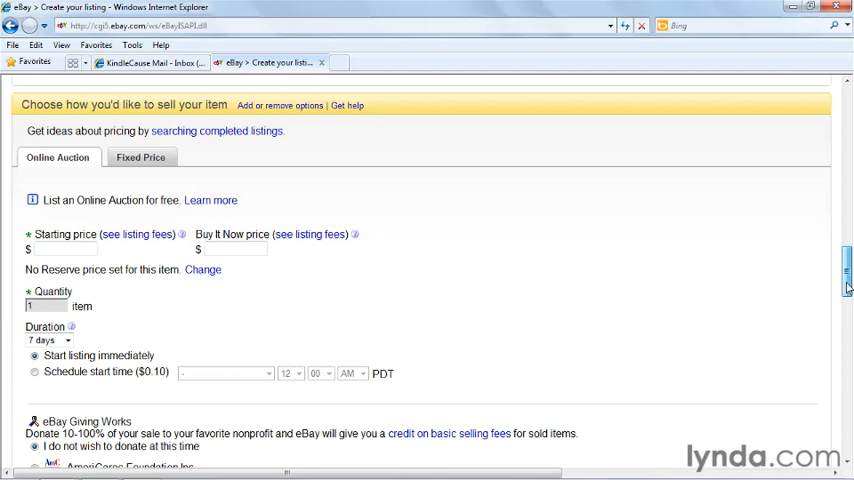 eBay > Create your listing - Windows Internet Explorer
http://cgi5.ebay.com/ws/eBayISAPI.dll
Bing
File Edit View Favorites Tools Help
Favorites
KindleCause Mail - Inbox (...
eBay > Create your listi...
Choose how you'd like to sell your item Add or remove options | Get help
Get ideas about pricing by searching completed listings.
Online Auction Fixed Price
List an Online Auction for free. Learn more
* Starting price (see listing fees) Buy It Now price (see listing fees)
$ $
No Reserve price set for this item. Change
* Quantity
1 item
Duration
7 days
Start listing immediately
Schedule start time ($0.10) - 12 00 AM PDT
eBay Giving Works
Donate 10-100% of your sale to your favorite nonprofit and eBay will give you a credit on basic selling fees for sold items.
I do not wish to donate at this time
AmeriCares Foundation Inc
lynda.com